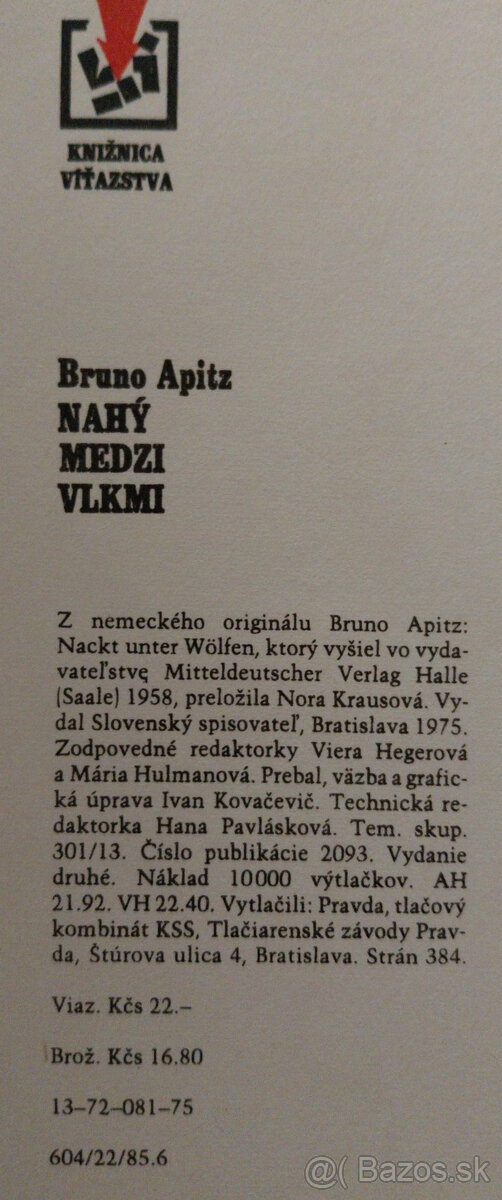 KNIŽNICA
VÍŤAZSTVA
Bruno Apitz
NAHÝ
MEDZI
VLKMI
Z nemeckého originálu Bruno Apitz:
Nackt unter Wölfen, ktorý vyšiel vo vyda-
vateľstvę Mitteldeutscher Verlag Halle
(Saale) 1958, preložila Nora Krausová. Vy-
dal Slovenský spisovateľ, Bratislava 1975.
Zodpovedné redaktorky Viera Hegerová
a Mária Hulmanová. Prebal, väzba a grafic-
ká úprava Ivan Kovačevič. Technická re-
daktorka Hana Pavlásková. Tem. skup.
301/13. Číslo publikácie 2093. Vydanie
druhé. Náklad 10000 výtlačkov. AH
21.92. VH 22.40. Vytlačili: Pravda, tlačový
kombinát KSS, Tlačiarenské závody Prav-
da, Štúrova ulica 4, Bratislava. Strán 384.
Viaz. Kčs 22.–
Brož. Kčs 16.80
13–72–081–75
604/22/85.6
@( Bazos.sk